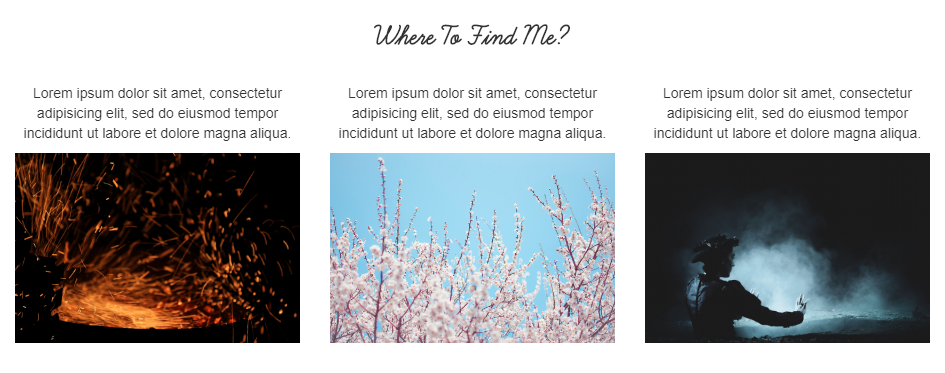 Where To Find Me?
Lorem ipsum dolor sit amet, consectetur
adipisicing elit, sed do eiusmod tempor
incididunt ut labore et dolore magna aliqua.
Lorem ipsum dolor sit amet, consectetur
adipisicing elit, sed do eiusmod tempor
incididunt ut labore et dolore magna aliqua.
Lorem ipsum dolor sit amet, consectetur
adipisicing elit, sed do eiusmod tempor
incididunt ut labore et dolore magna aliqua.